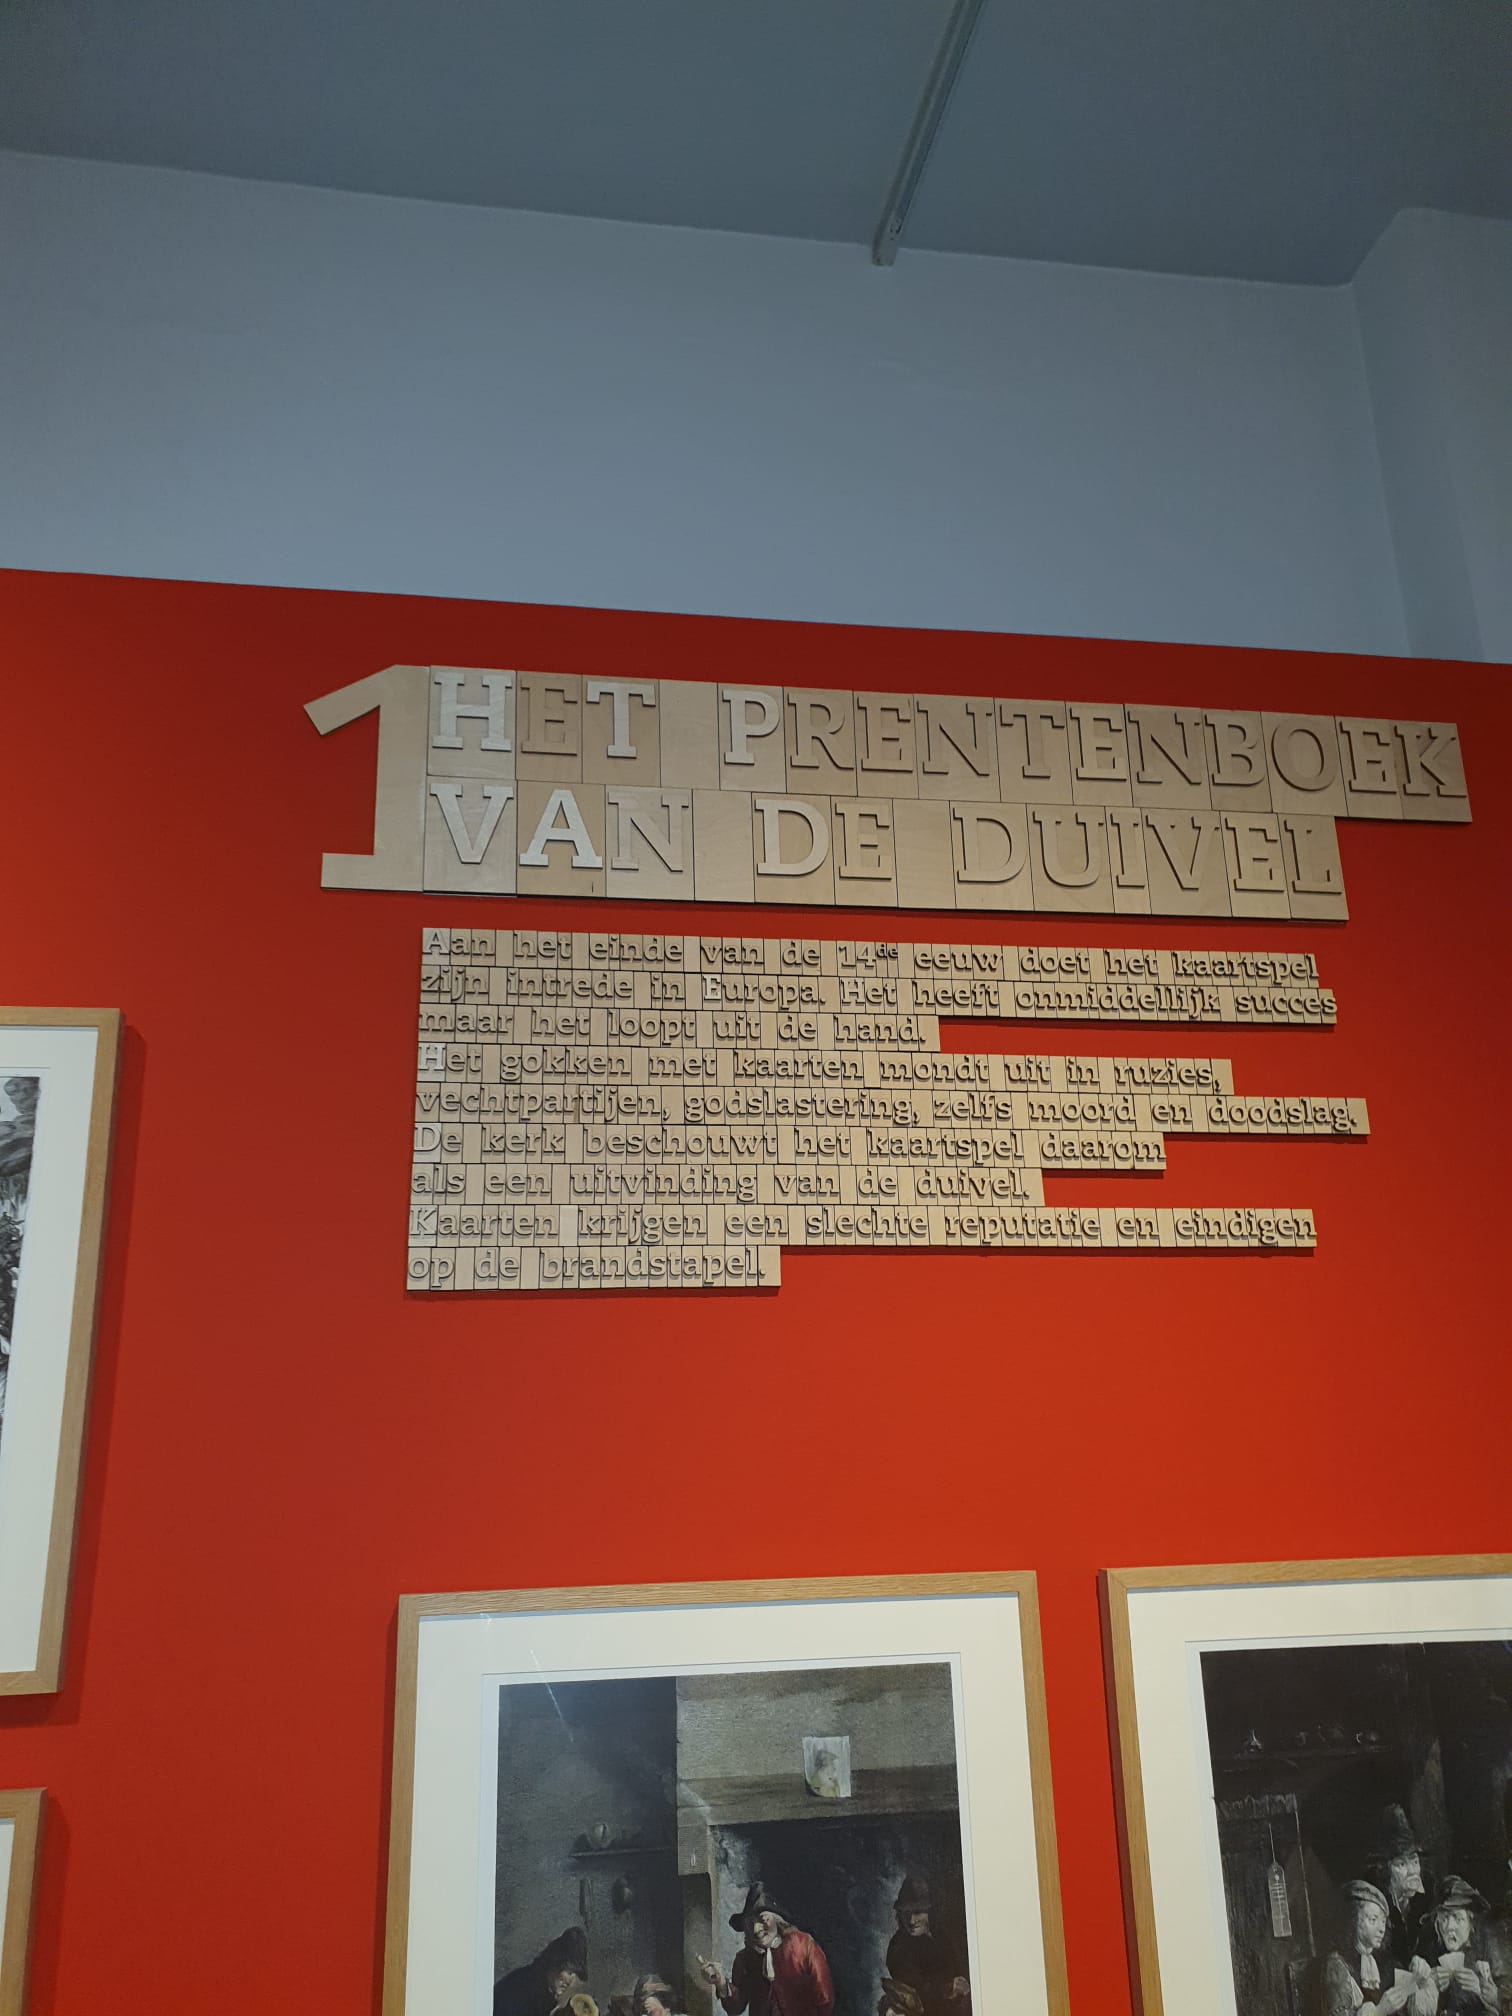 1 HET PRENTENBOEK
VAN DE DUIVEL
Aan het einde van de 14de eeuw doet het kaartspel
zijn intrede in Europa. Het heeft onmiddellijk succes
maar het loopt uit de hand.
Het gokken met kaarten mondt uit in ruzies,
vechtpartijen, godslastering, zelfs moord en doodslag.
De kerk beschouwt het kaartspel daarom
als een uitvinding van de duivel.
Kaarten krijgen een slechte reputatie en eindigen
op de brandstapel.